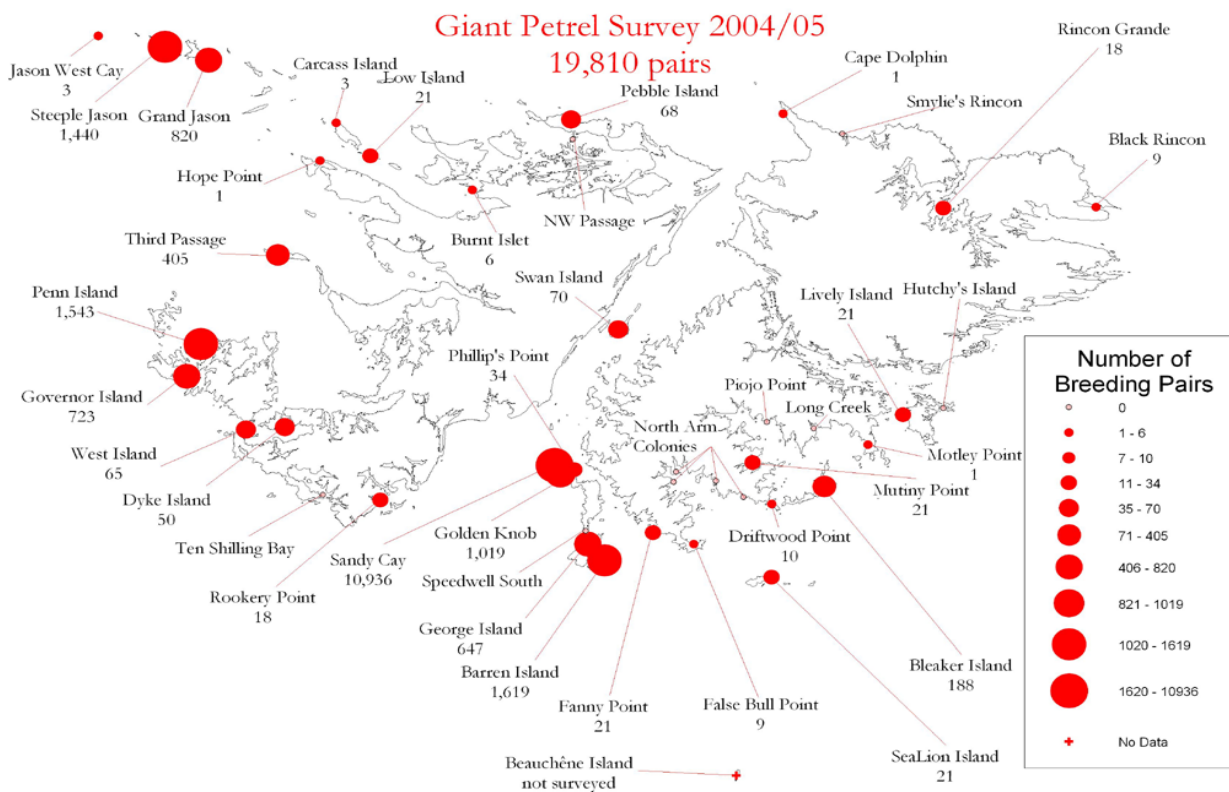 Giant Petrel Survey 2004/05
19,810 pairs
Jason West Cay
3
Steeple Jason
1,440
Grand Jason
820
Carcass Island
3
Low Island
21
Pebble Island
68
Cape Dolphin
1
Smylie's Rincon
Rincon Grande
18
Black Rincon
9
Hope Point
1
Burnt Islet
6
NW Passage
Third Passage
405
Swan Island
70
Lively Island
21
Hutchy's Island
Penn Island
1,543
Governor Island
723
Phillip's Point
34
Piojo Point
Long Creek
North Arm
Colonies
West Island
65
Dyke Island
50
Ten Shilling Bay
Rookery Point
18
Sandy Cay
10,936
Golden Knob
1,019
Speedwell South
George Island
647
Barren Island
1,619
Fanny Point
21
False Bull Point
9
Driftwood Point
10
Mutiny Point
21
Motley Point
1
Bleaker Island
188
SeaLion Island
21
Beauchêne Island
not surveyed
Number of
Breeding Pairs
0
1 - 6
7 - 10
11 - 34
35 - 70
71 - 405
406 - 820
821 - 1019
1020 - 1619
1620 - 10936
No Data